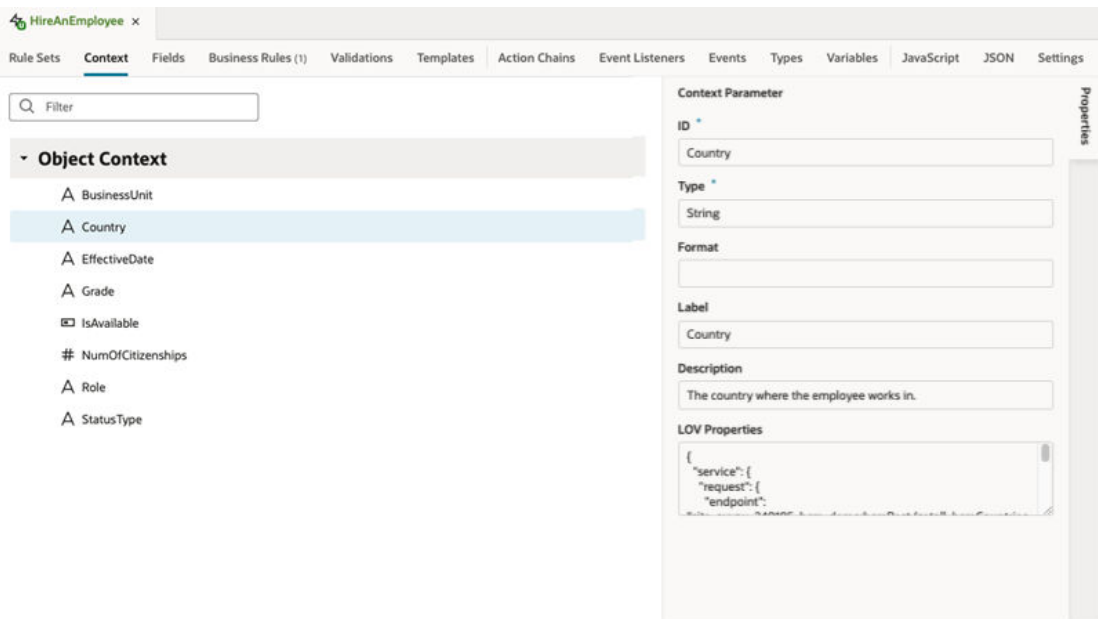 HireAnEmployee ×
Rule Sets Context Fields Business Rules (1) Validations Templates Action Chains Event Listeners Events Types Variables JavaScript JSON Settings
Filter
Object Context
BusinessUnit
Country
EffectiveDate
Grade
IsAvailable
NumOfCitizenships
Role
StatusType
Context Parameter
ID *
Country
Type *
String
Format
Label
Country
Description
The country where the employee works in.
LOV Properties
{
"service": {
"request": {
"endpoint":
Properties